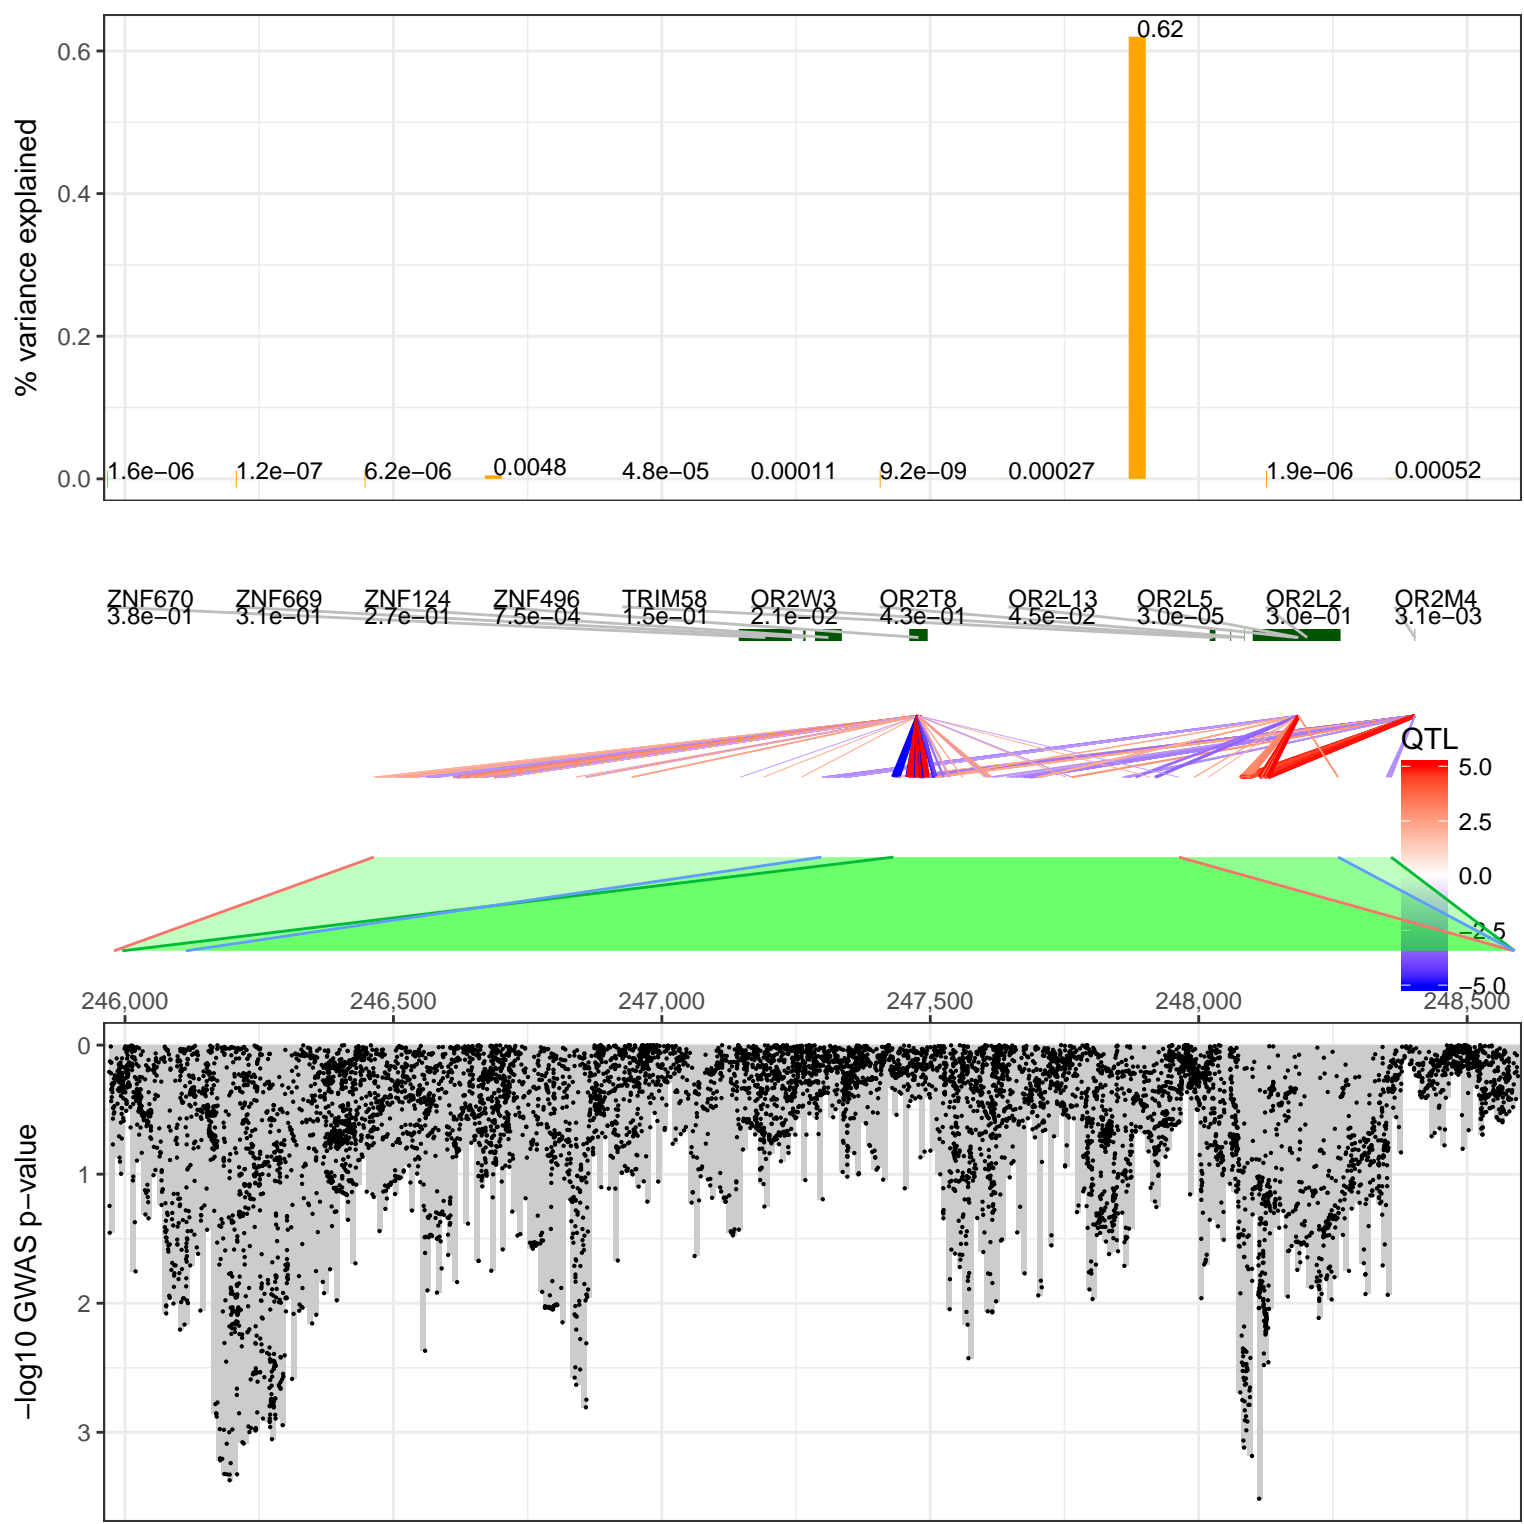 % variance explained
0.6
0.4
0.2
0.0
0.62
1.6e−06 1.2e−07 6.2e−06 0.0048 4.8e−05 0.00011 9.2e−09 0.00027 1.9e−06 0.00052
ZNF670 ZNF669 ZNF124 ZNF496 TRIM58 OR2W3 OR2T8 OR2L13 OR2L5 OR2L2 OR2M4
3.8e−01 3.1e−01 2.7e−01 7.5e−04 1.5e−01 2.1e−02 4.3e−01 4.5e−02 3.0e−05 3.0e−01 3.1e−03
QTL
5.0
2.5
0.0
−2.5
−5.0
246,000 246,500 247,000 247,500 248,000 248,500
−log10 GWAS p−value
0
1
2
3